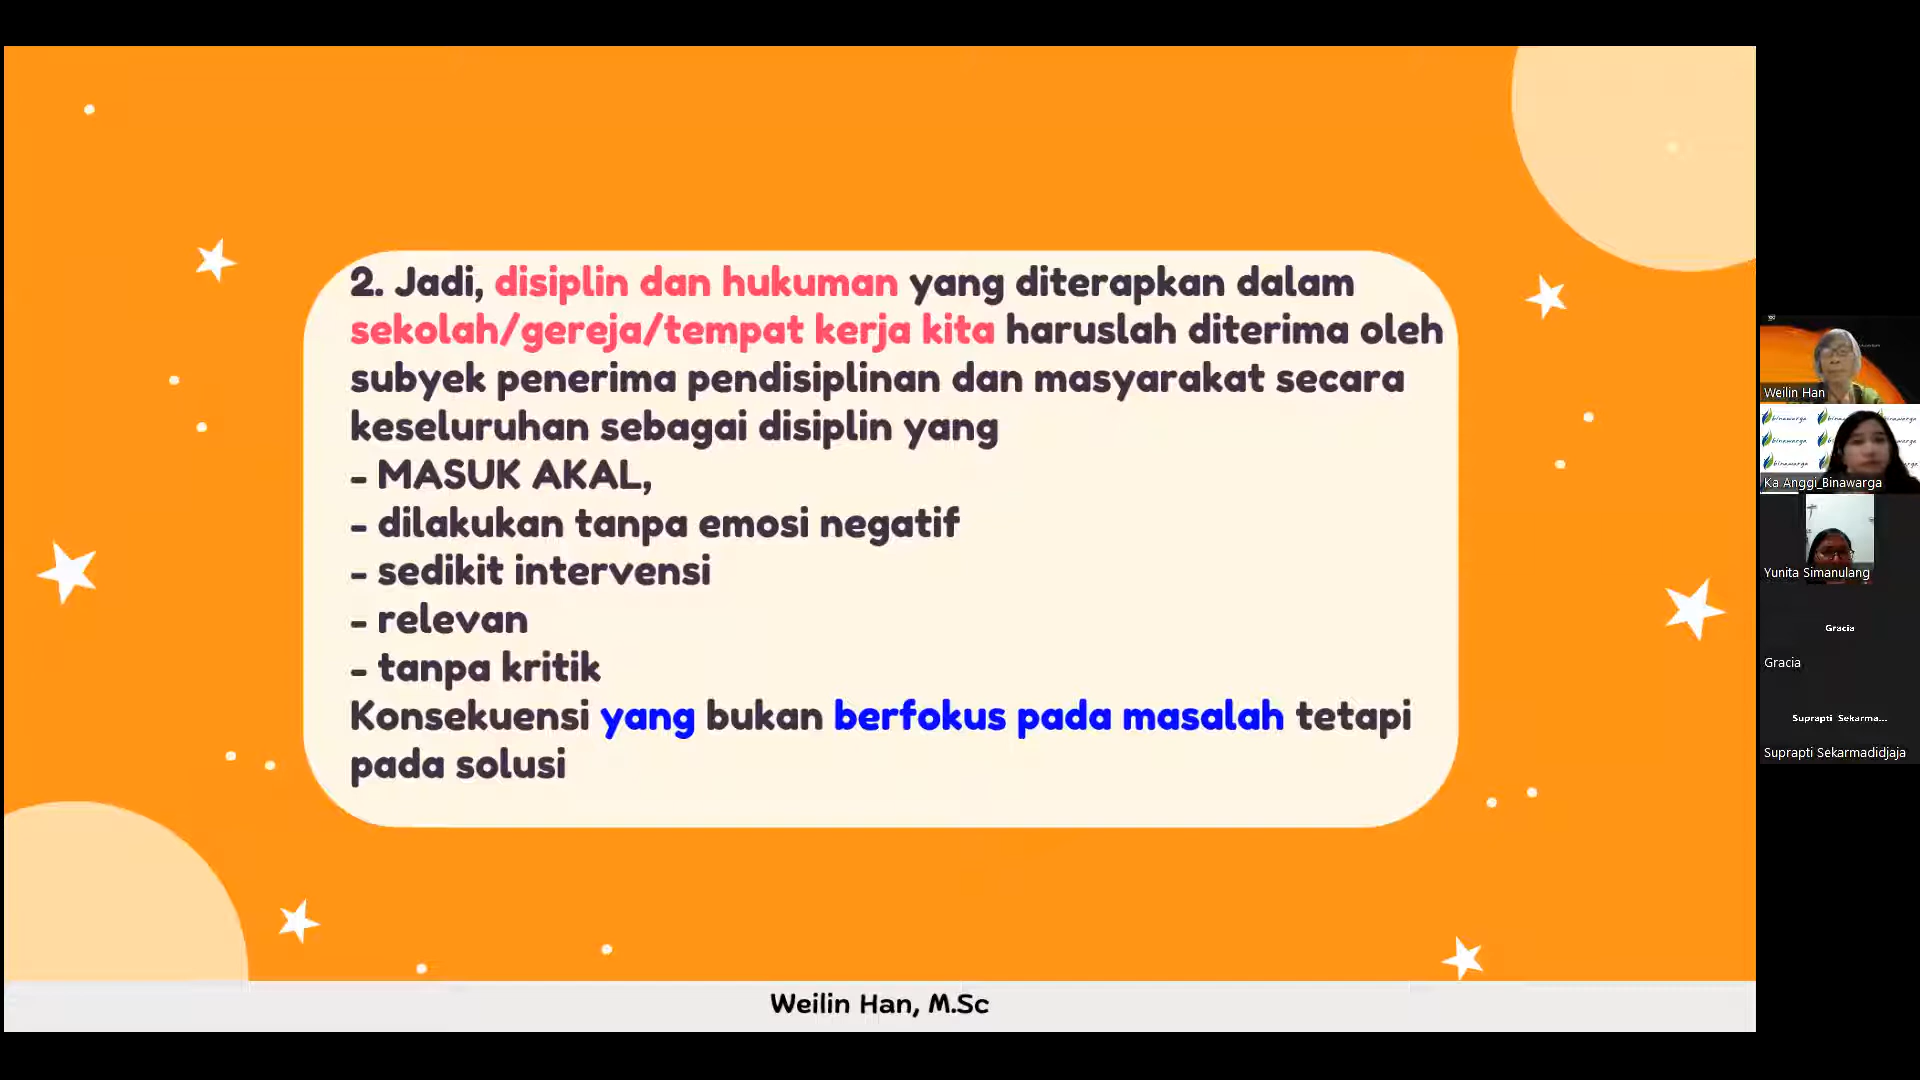 2. Jadi, disiplin dan hukuman yang diterapkan dalam
sekolah/gereja/tempat kerja kita haruslah diterima oleh
subyek penerima pendisiplinan dan masyarakat secara
keseluruhan sebagai disiplin yang
- MASUK AKAL,
- dilakukan tanpa emosi negatif
- sedikit intervensi
- relevan
- tanpa kritik
Konsekuensi yang bukan berfokus pada masalah tetapi
pada solusi
Weilin Han, M.Sc
Weilin Han
binawarga
binawarga
binawarga
Ka Anggi_Binawarga
Yunita Simanulang
Gracia
Gracia
Suprapti Sekarma...
Suprapti Sekarmadidjaja